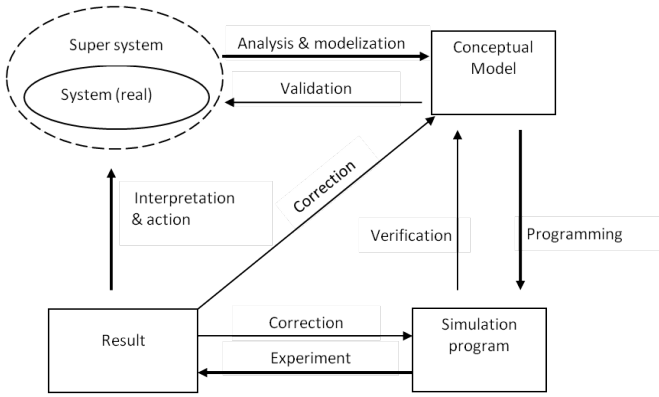 Super system
System (real)
Analysis & modelization
Validation
Conceptual
Model
Interpretation
& action
Correction
Verification
Programming
Result
Correction
Experiment
Simulation
program